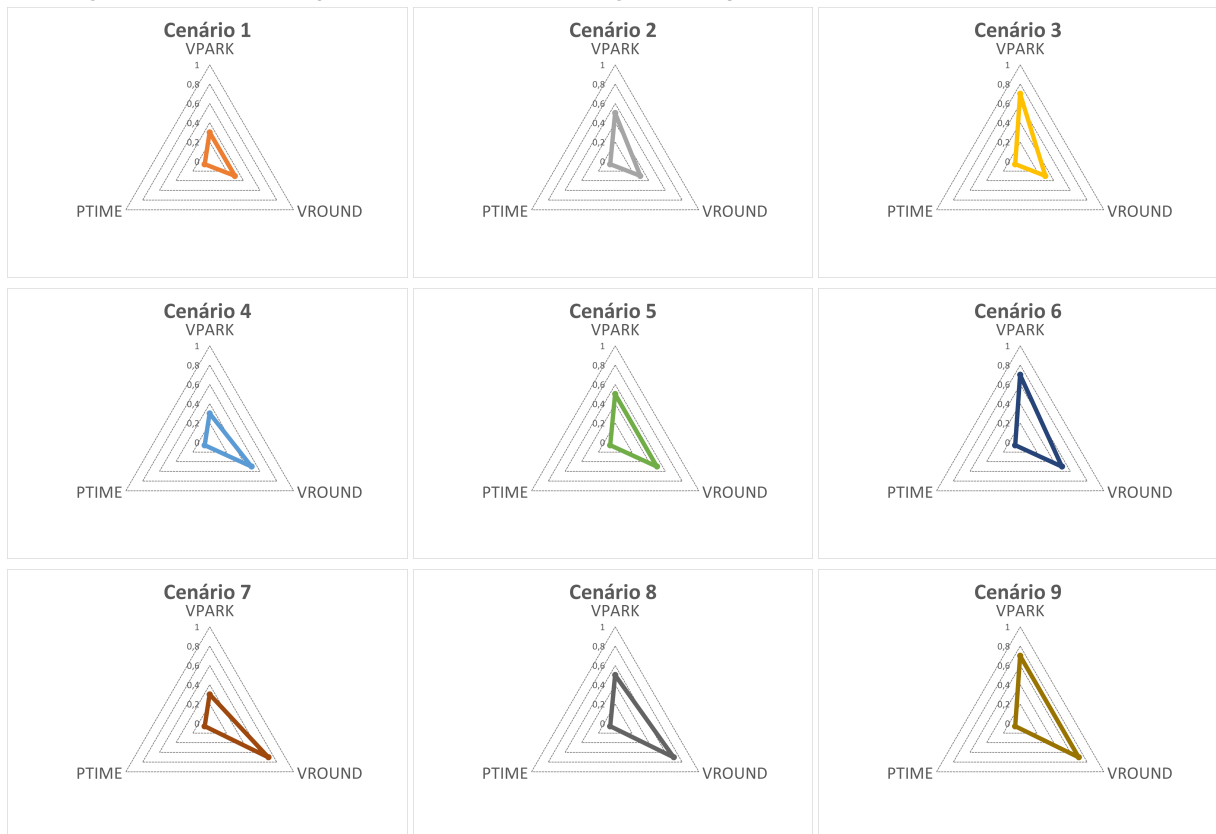 Cenário 1
VPARK
1
0,8
0,6
0,4
0,2
0
PTIME
VROUND
Cenário 2
VPARK
1
0,8
0,6
0,4
0,2
0
PTIME
VROUND
Cenário 3
VPARK
1
0,8
0,6
0,4
0,2
0
PTIME
VROUND
Cenário 4
VPARK
1
0,8
0,6
0,4
0,2
0
PTIME
VROUND
Cenário 5
VPARK
1
0,8
0,6
0,4
0,2
0
PTIME
VROUND
Cenário 6
VPARK
1
0,8
0,6
0,4
0,2
0
PTIME
VROUND
Cenário 7
VPARK
1
0,8
0,6
0,4
0,2
0
PTIME
VROUND
Cenário 8
VPARK
1
0,8
0,6
0,4
0,2
0
PTIME
VROUND
Cenário 9
VPARK
1
0,8
0,6
0,4
0,2
0
PTIME
VROUND